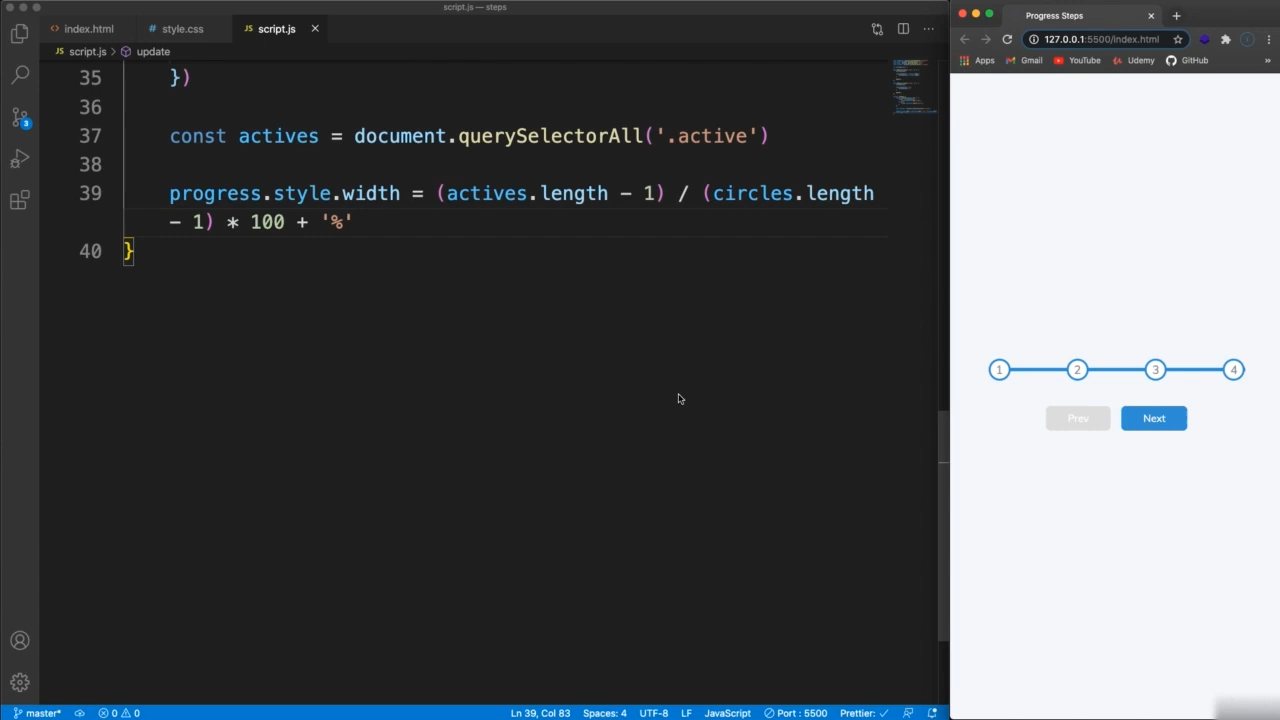 script.js — steps
index.html
style.css
JS script.js
JS script.js › update
35 })
36
37 const actives = document.querySelectorAll('.active')
38
39 progress.style.width = (actives.length - 1) / (circles.length
- 1) * 100 + '%'
40 }
3
master* 0 0 Ln 39, Col 83 Spaces: 4 UTF-8 LF JavaScript Port : 5500 Prettier: ✓
Progress Steps
127.0.0.1:5500/index.html
Apps Gmail YouTube Udemy GitHub »
1 2 3 4
Prev Next